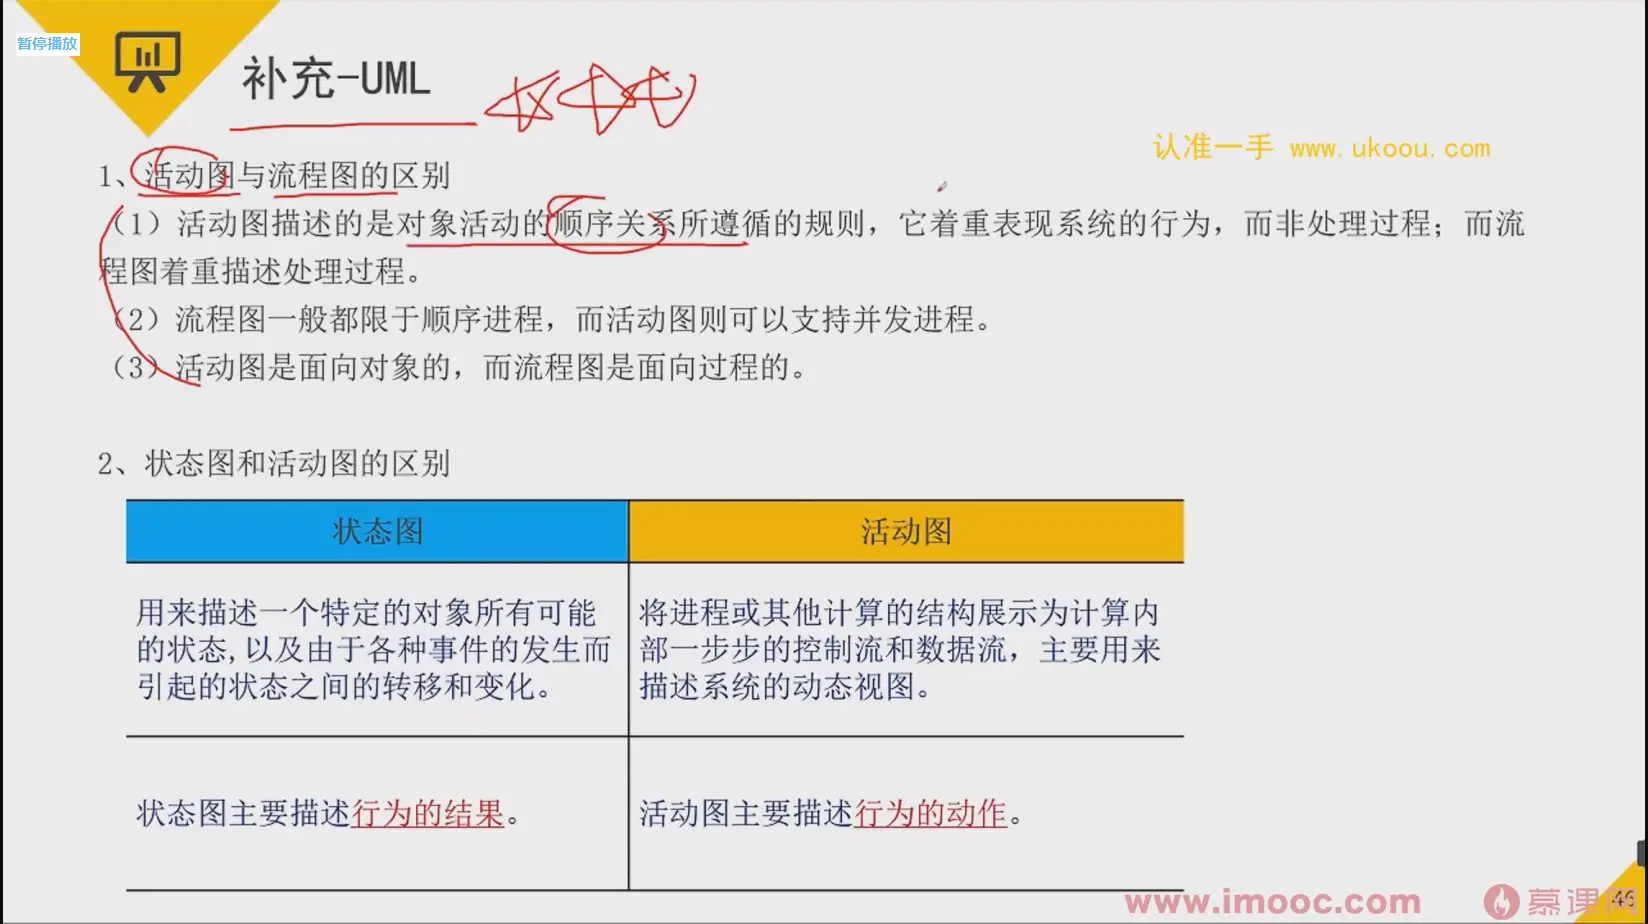 暂停播放
补充-UML
认准一手 www.ukoou.com
1、活动图与流程图的区别
（1）活动图描述的是对象活动的顺序关系所遵循的规则，它着重表现系统的行为，而非处理过程；而流
程图着重描述处理过程。
（2）流程图一般都限于顺序进程，而活动图则可以支持并发进程。
（3）活动图是面向对象的，而流程图是面向过程的。
2、状态图和活动图的区别
状态图
活动图
用来描述一个特定的对象所有可能
的状态,以及由于各种事件的发生而
引起的状态之间的转移和变化。
将进程或其他计算的结构展示为计算内
部一步步的控制流和数据流，主要用来
描述系统的动态视图。
状态图主要描述行为的结果。
活动图主要描述行为的动作。
www.imooc.com
慕课网
46